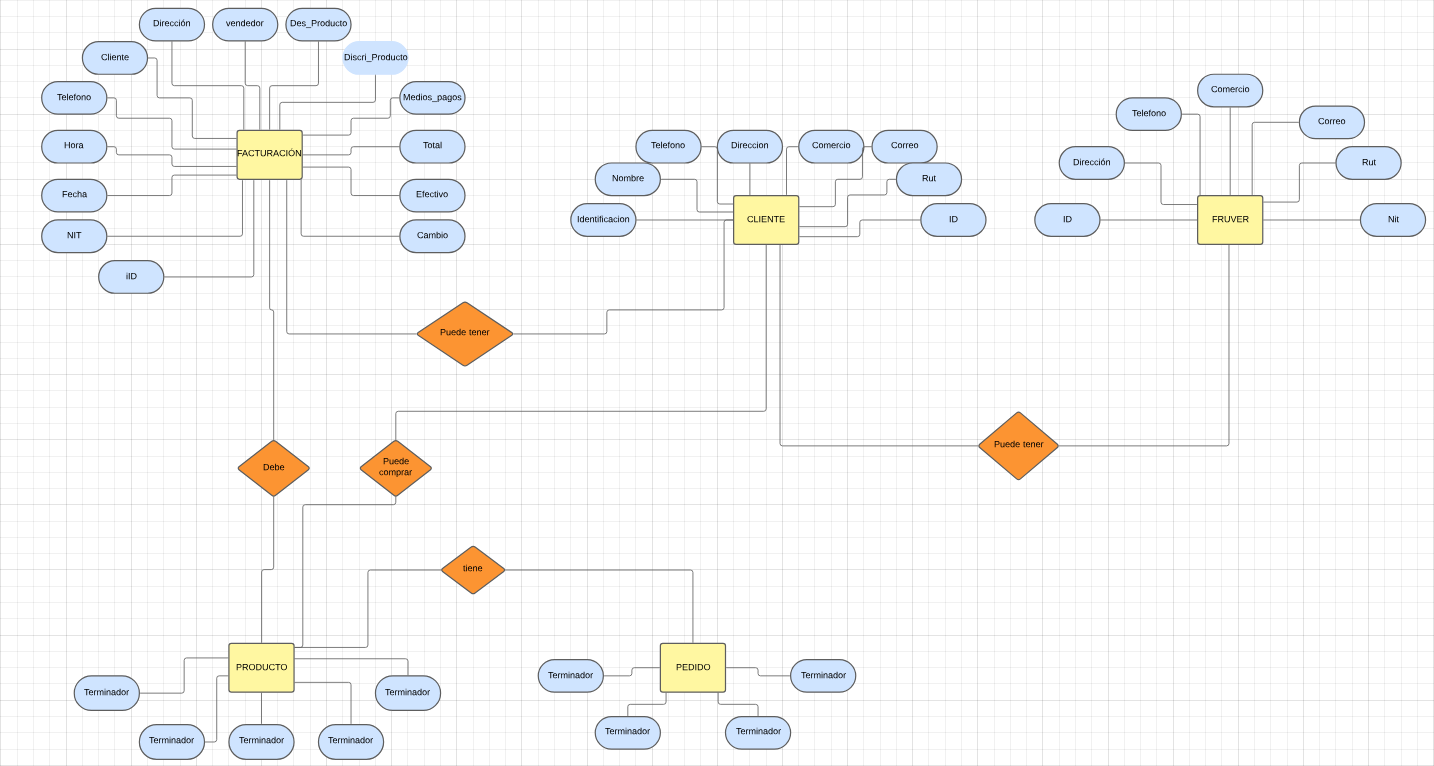 Dirección
vendedor
Des_Producto
Cliente
Discri_Producto
Telefono
Medios_pagos
Hora
FACTURACIÓN
Total
Fecha
Efectivo
NIT
Cambio
iID
Puede tener
Telefono
Direccion
Comercio
Correo
Nombre
Rut
Identificacion
CLIENTE
ID
Comercio
Telefono
Correo
Dirección
Rut
ID
FRUVER
Nit
Puede tener
Debe
Puede
comprar
tiene
PRODUCTO
Terminador
Terminador
Terminador
Terminador
Terminador
PEDIDO
Terminador
Terminador
Terminador
Terminador